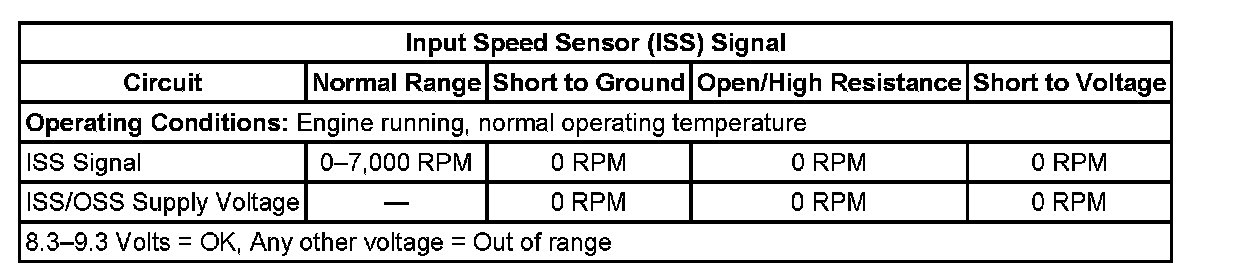 Input Speed Sensor (ISS) Signal
Circuit Normal Range Short to Ground Open/High Resistance Short to Voltage
Operating Conditions: Engine running, normal operating temperature
ISS Signal 0–7,000 RPM 0 RPM 0 RPM 0 RPM
ISS/OSS Supply Voltage — 0 RPM 0 RPM 0 RPM
8.3–9.3 Volts = OK, Any other voltage = Out of range